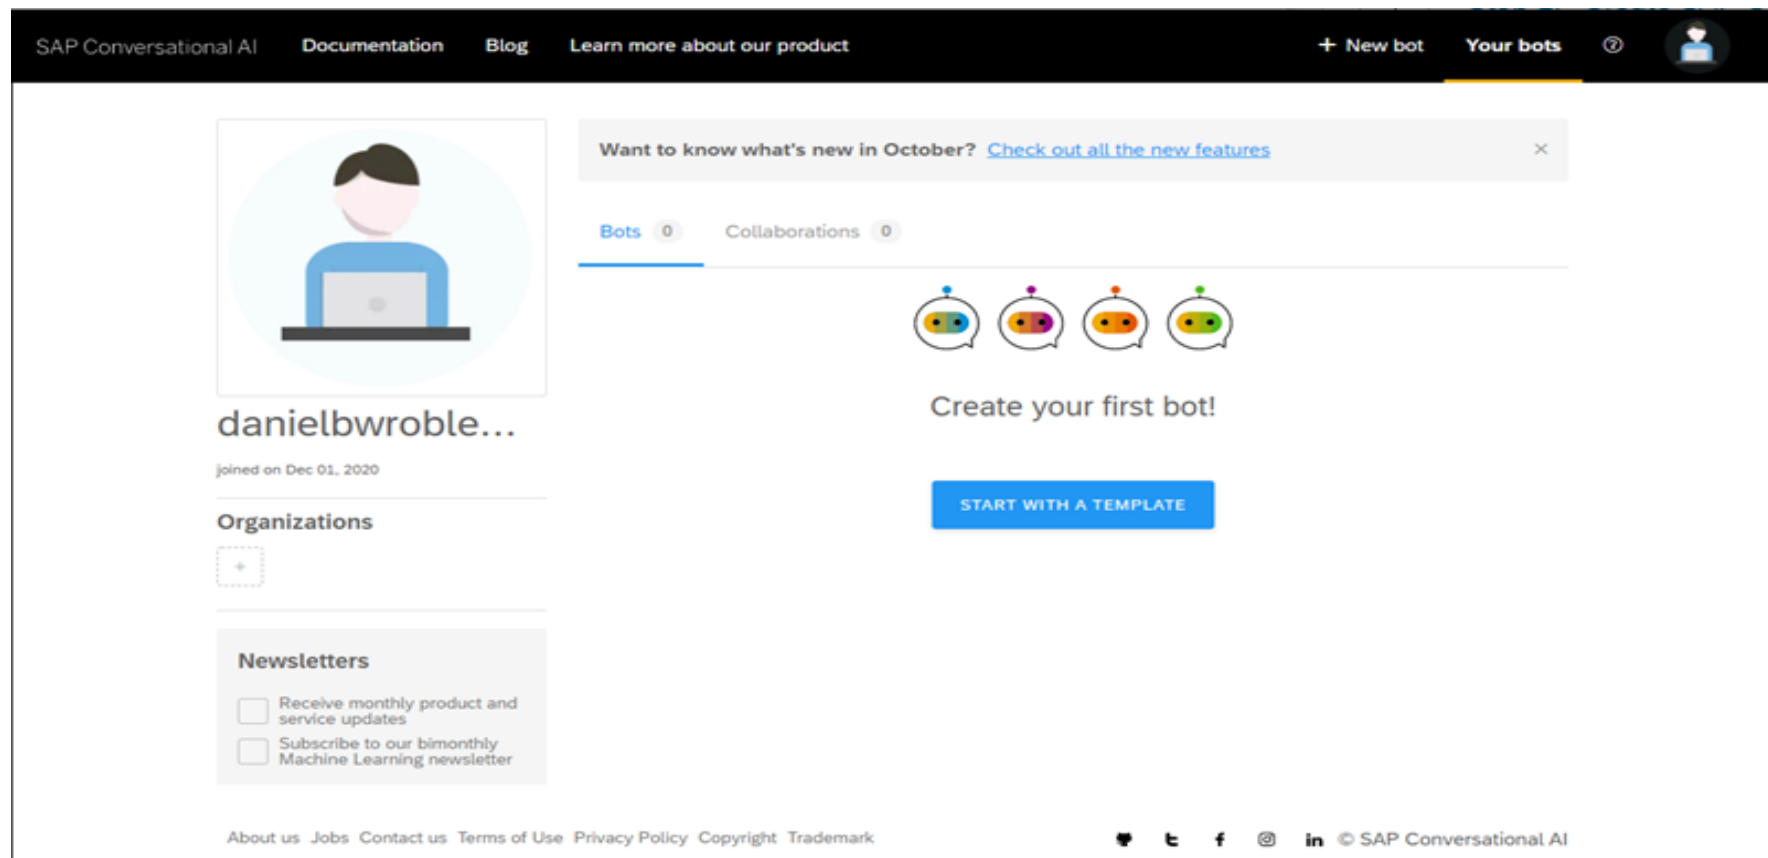 SAP Conversational AI Documentation Blog Learn more about our product + New bot Your bots
Want to know what's new in October? Check out all the new features ×
Bots 0 Collaborations 0
Create your first bot!
START WITH A TEMPLATE
danielbwroble...
joined on Dec 01, 2020
Organizations
+
Newsletters
Receive monthly product and
service updates
Subscribe to our bimonthly
Machine Learning newsletter
About us Jobs Contact us Terms of Use Privacy Policy Copyright Trademark
© SAP Conversational AI